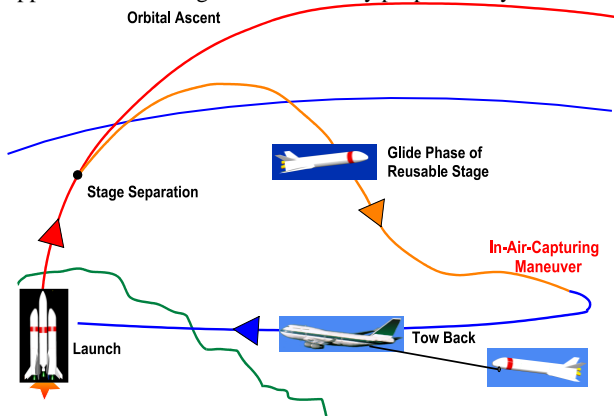 Orbital Ascent
Glide Phase of
Reusable Stage
Stage Separation
In-Air-Capturing
Maneuver
Launch
Tow Back